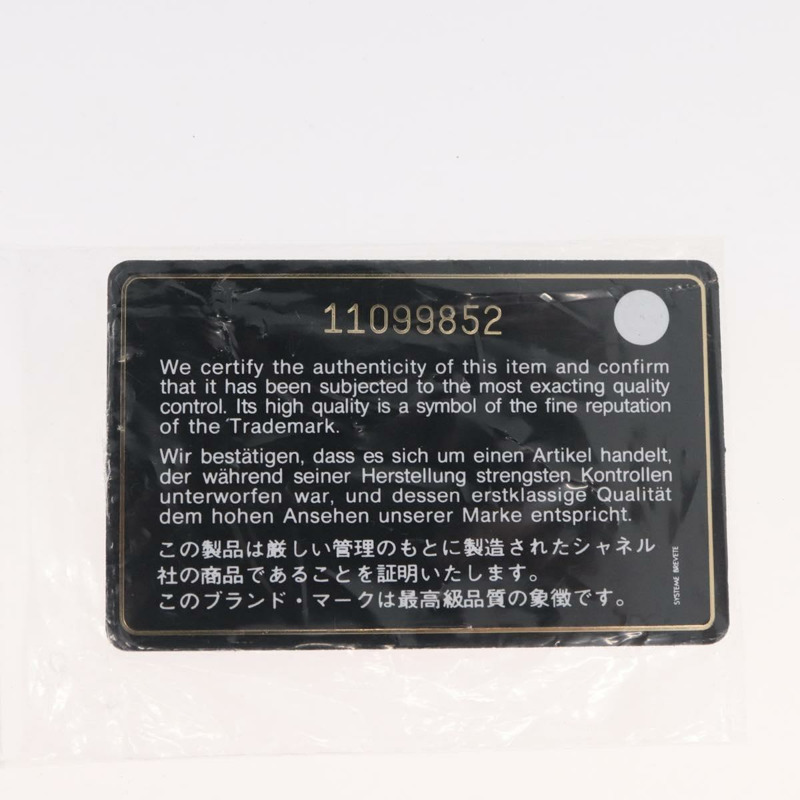 11099852
We certify the authenticity of this item and confirm
that it has been subjected to the most exacting quality
control. Its high quality is a symbol of the fine reputation
of the Trademark.
Wir bestätigen, dass es sich um einen Artikel handelt,
der während seiner Herstellung strengsten Kontrollen
unterworfen war, und dessen erstklassige Qualität
dem hohen Ansehen unserer Marke entspricht.
この製品は厳しい管理のもとに製造されたシャネル
社の商品であることを証明いたします。
このブランド・マークは最高級品質の象徴です。
SYSTEME BREVETE